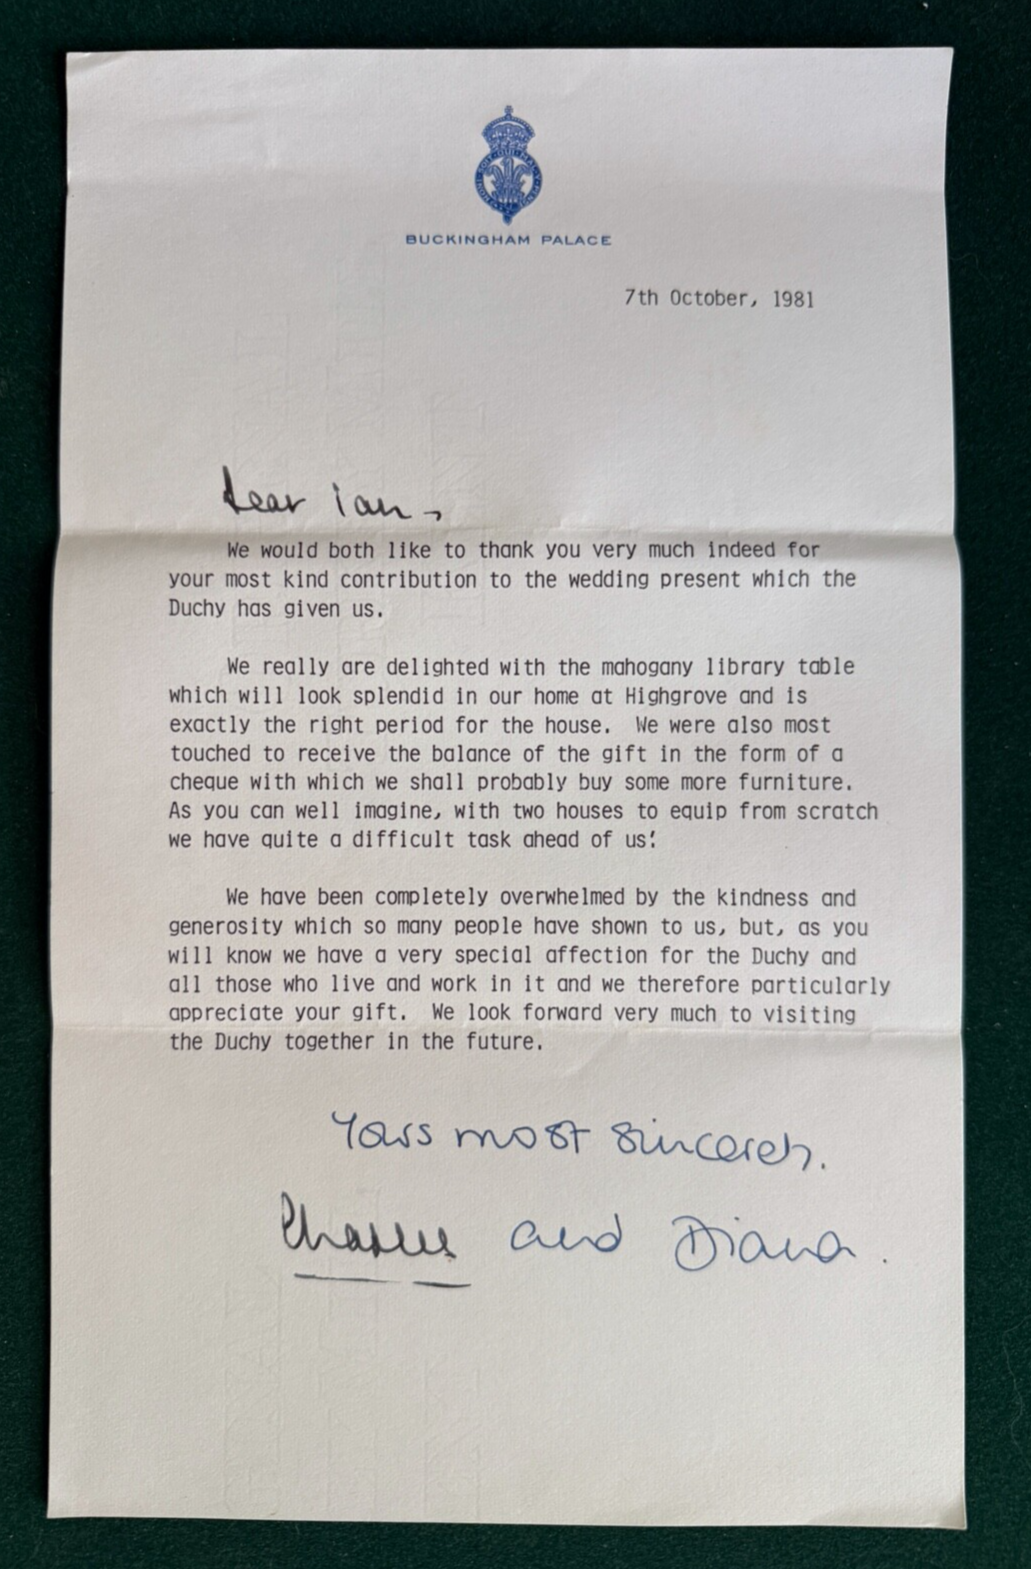 BUCKINGHAM PALACE
7th October, 1981
Dear Ian,
We would both like to thank you very much indeed for
your most kind contribution to the wedding present which the
Duchy has given us.
We really are delighted with the mahogany library table
which will look splendid in our home at Highgrove and is
exactly the right period for the house. We were also most
touched to receive the balance of the gift in the form of a
cheque with which we shall probably buy some more furniture.
As you can well imagine, with two houses to equip from scratch
we have quite a difficult task ahead of us!
We have been completely overwhelmed by the kindness and
generosity which so many people have shown to us, but, as you
will know we have a very special affection for the Duchy and
all those who live and work in it and we therefore particularly
appreciate your gift. We look forward very much to visiting
the Duchy together in the future.
Yours most sincerely.
Charles and Diana.